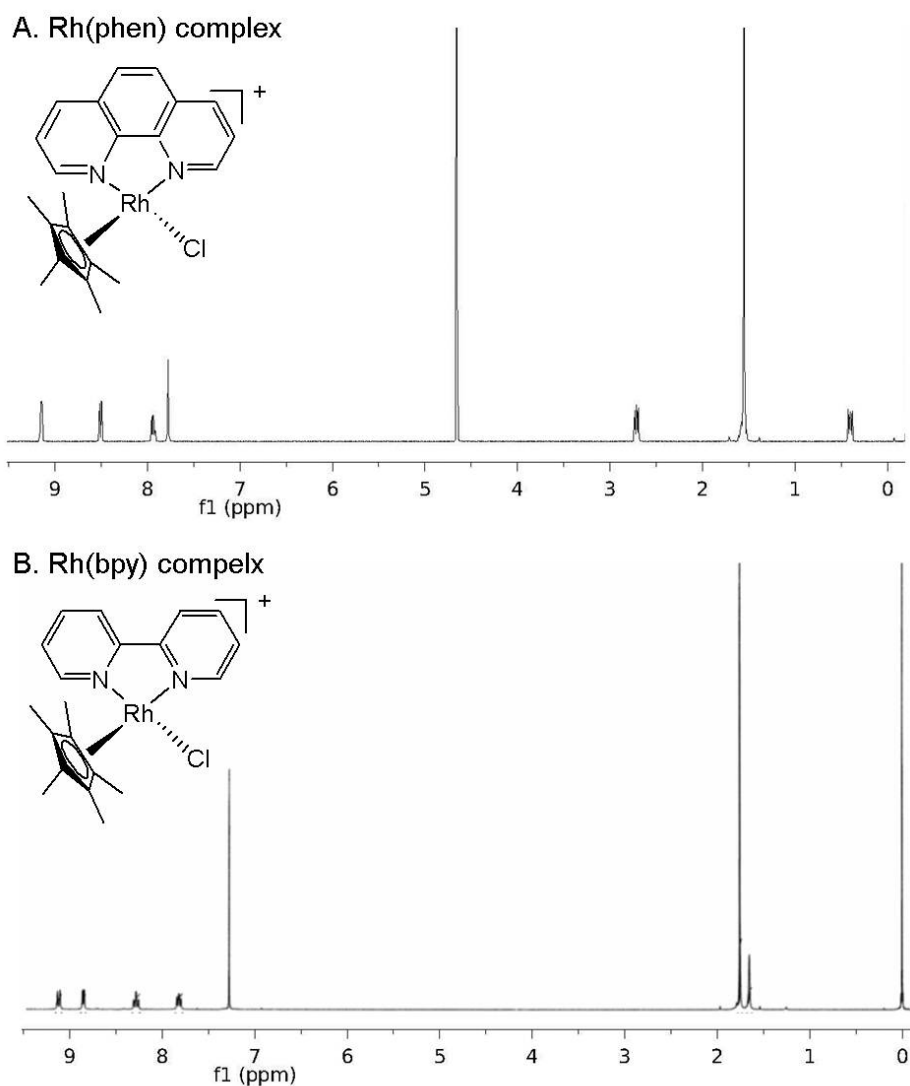 A. Rh(phen) complex
+
N
N
Rh
Cl
9 8 7 6 5 4 3 2 1 0
f1 (ppm)
B. Rh(bpy) compelx
+
N
N
Rh
Cl
9 8 7 6 5 4 3 2 1 0
f1 (ppm)